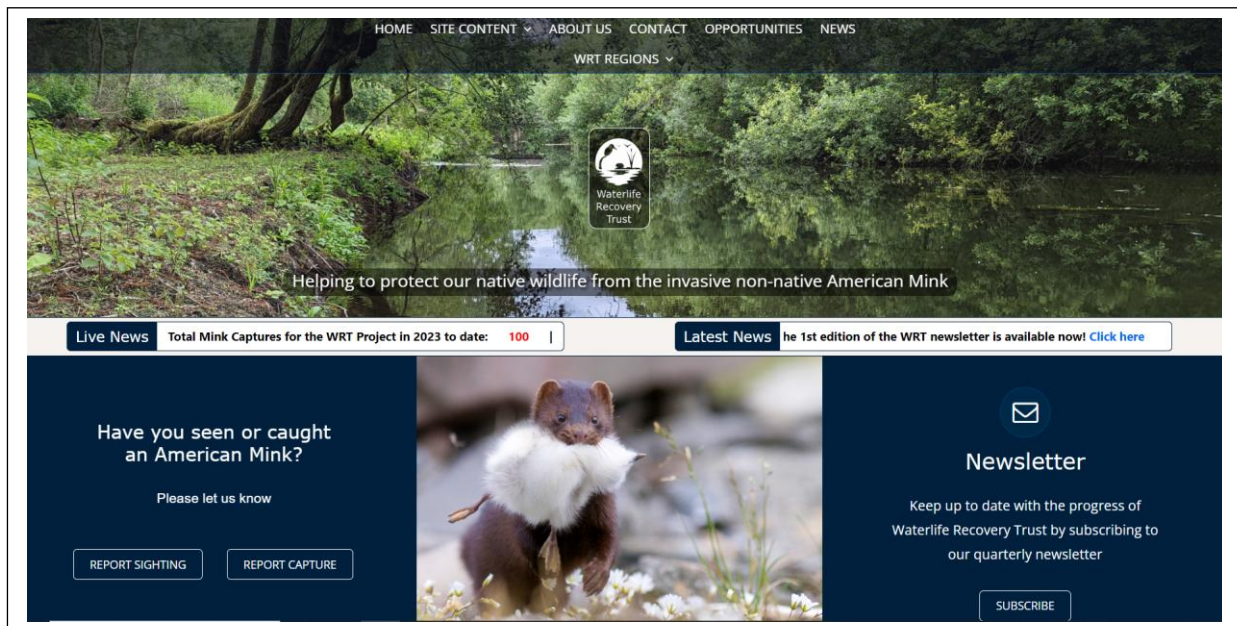 HOME SITE CONTENT ABOUT US CONTACT OPPORTUNITIES NEWS
WRT REGIONS
Waterlife
Recovery
Trust
Helping to protect our native wildlife from the invasive non-native American Mink
Live News Total Mink Captures for the WRT Project in 2023 to date: 100 |
Latest News he 1st edition of the WRT newsletter is available now! Click here
Have you seen or caught
an American Mink?
Please let us know
REPORT SIGHTING REPORT CAPTURE
Newsletter
Keep up to date with the progress of
Waterlife Recovery Trust by subscribing to
our quarterly newsletter
SUBSCRIBE